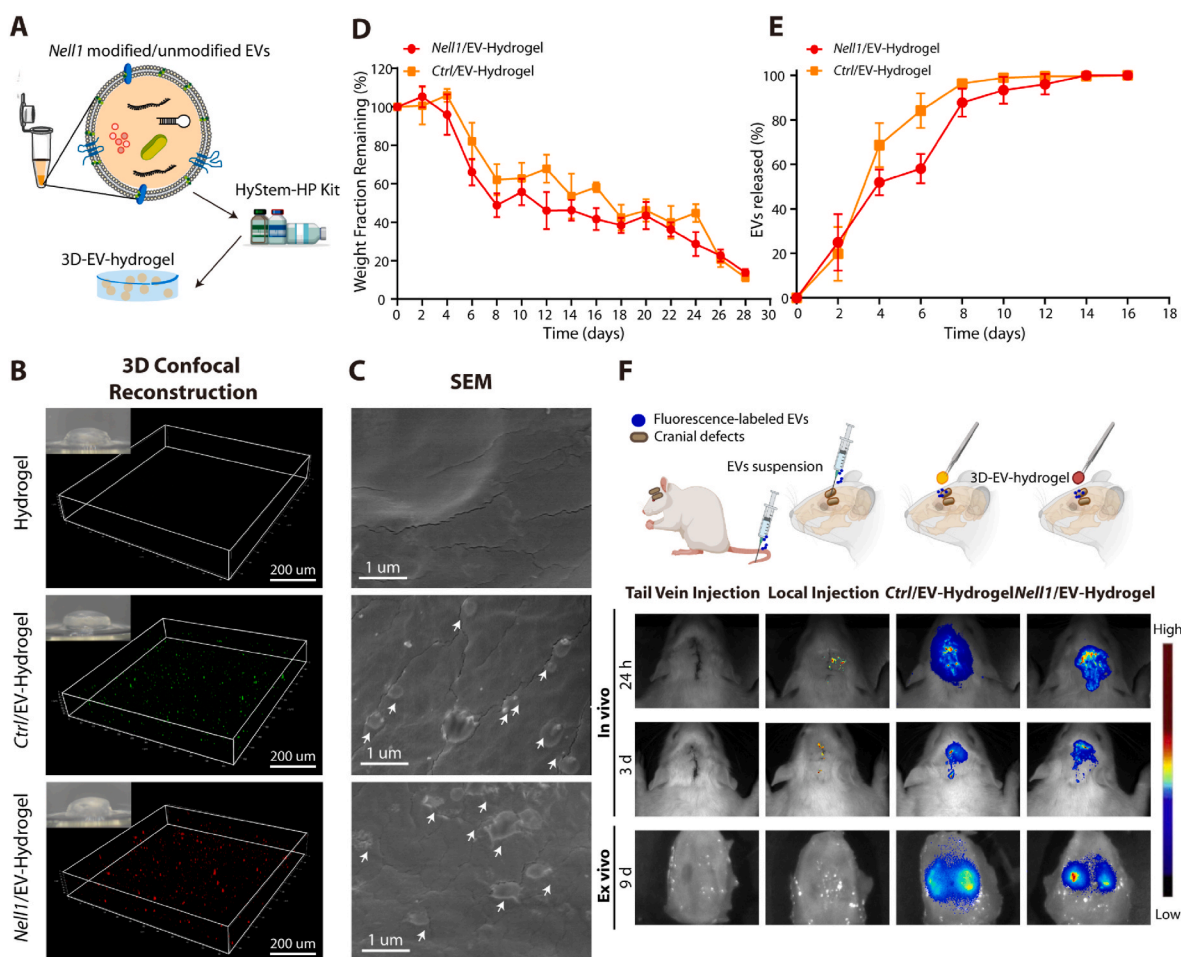 A
Nell1 modified/unmodified EVs
HyStem-HP Kit
3D-EV-hydrogel
D
Nell1/EV-Hydrogel
Ctrl/EV-Hydrogel
Weight Fraction Remaining (%)
120
100
80
60
40
20
0
0 2 4 6 8 10 12 14 16 18 20 22 24 26 28 30
Time (days)
E
Nell1/EV-Hydrogel
Ctrl/EV-Hydrogel
EVs released (%)
100
80
60
40
20
0
0 2 4 6 8 10 12 14 16 18
Time (days)
B
3D Confocal
Reconstruction
Hydrogel
200 um
Ctrl/EV-Hydrogel
200 um
Nell1/EV-Hydrogel
200 um
C
SEM
1 um
1 um
1 um
F
Fluorescence-labeled EVs
Cranial defects
EVs suspension
3D-EV-hydrogel
Tail Vein Injection Local Injection Ctrl/EV-Hydrogel Nell1/EV-Hydrogel
In vivo
24 h
3 d
Ex vivo
9 d
High
Low